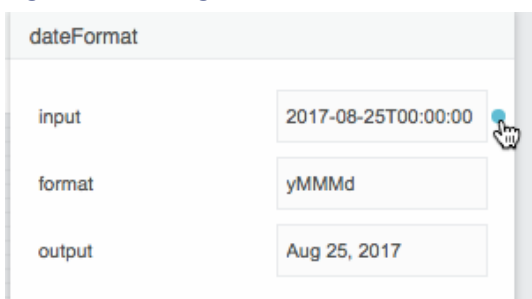 dateFormat
input 2017-08-25T00:00:00
format yMMMd
output Aug 25, 2017